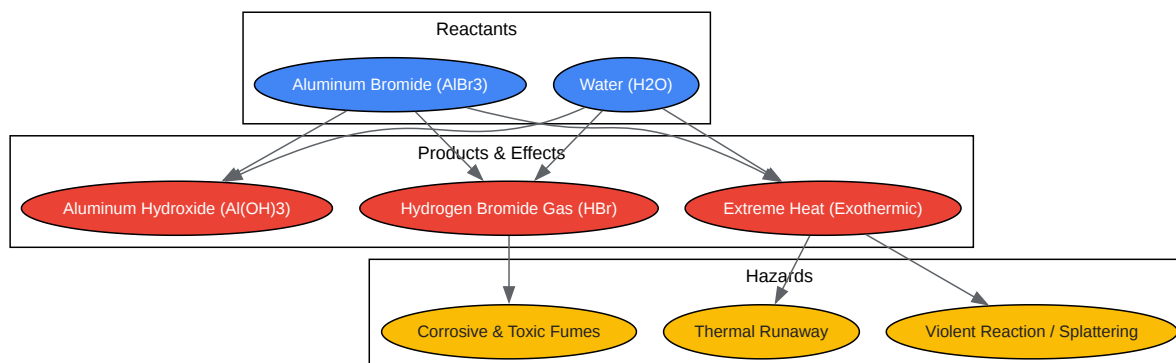 Reactants
Aluminum Bromide (AlBr3)
Water (H2O)
Products & Effects
Aluminum Hydroxide (Al(OH)3)
Hydrogen Bromide Gas (HBr)
Extreme Heat (Exothermic)
Hazards
Corrosive & Toxic Fumes
Thermal Runaway
Violent Reaction / Splattering